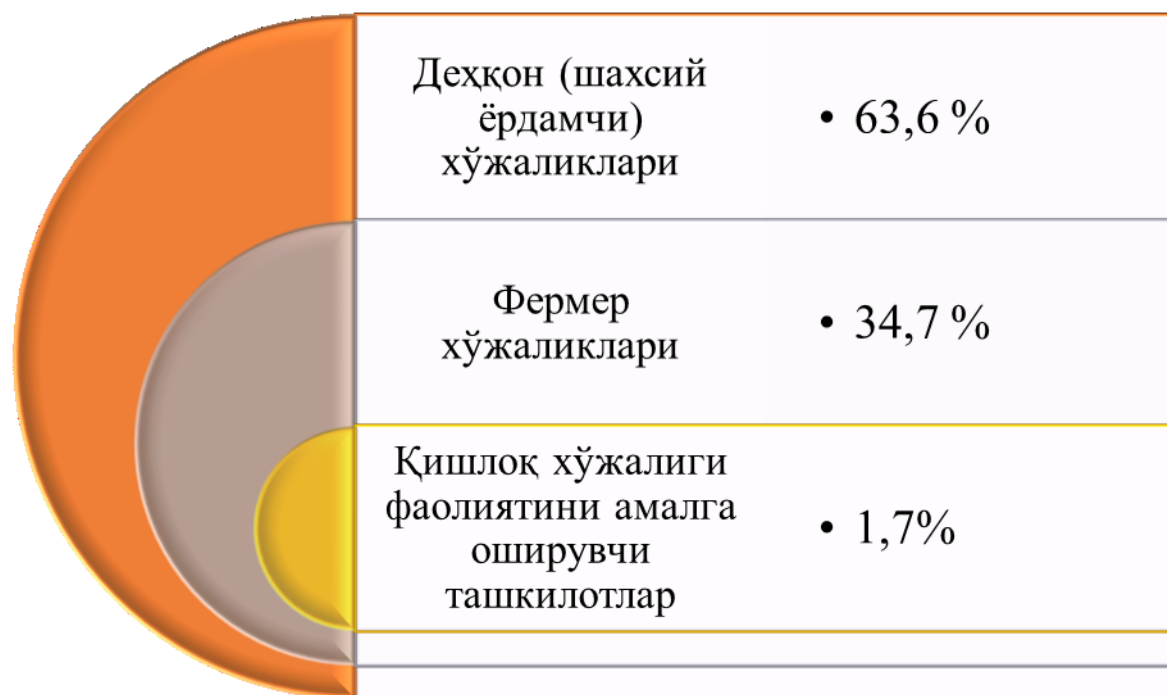 Деҳқон (шахсий
ёрдамчи)
хўжаликлари
• 63,6 %
Фермер
хўжаликлари
• 34,7 %
Қишлоқ хўжалиги
фаолиятини амалга
оширувчи
ташкилотлар
• 1,7%